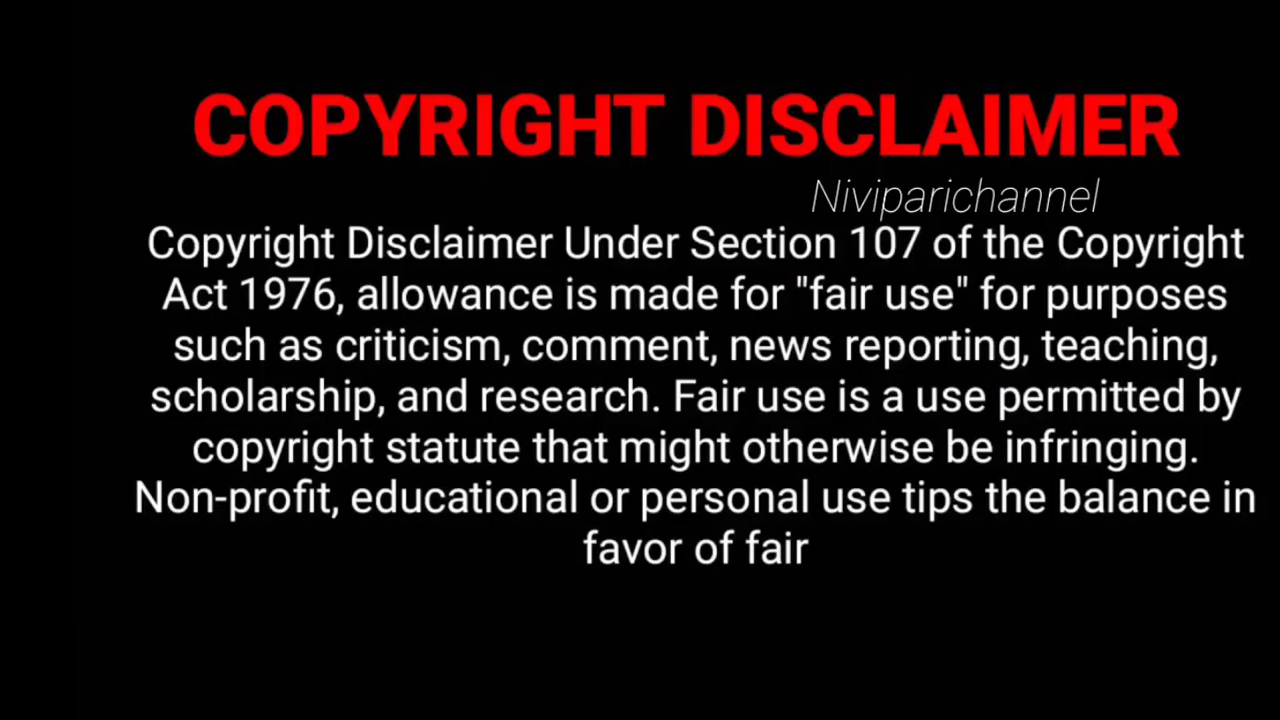 COPYRIGHT DISCLAIMER
Niviparichannel
Copyright Disclaimer Under Section 107 of the Copyright
Act 1976, allowance is made for "fair use" for purposes
such as criticism, comment, news reporting, teaching,
scholarship, and research. Fair use is a use permitted by
copyright statute that might otherwise be infringing.
Non-profit, educational or personal use tips the balance in
favor of fair